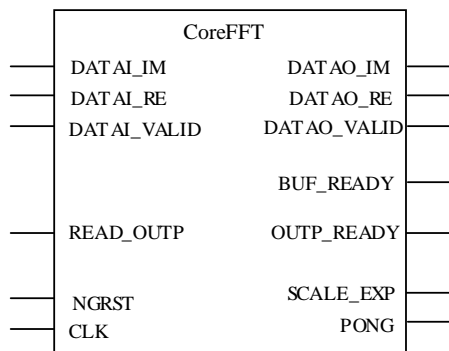 CoreFFT
DATAI_IM DATAO_IM
DATAI_RE DATAO_RE
DATAI_VALID DATAO_VALID
BUF_READY
READ_OUTP OUTP_READY
SCALE_EXP
NGRST
PONG
CLK